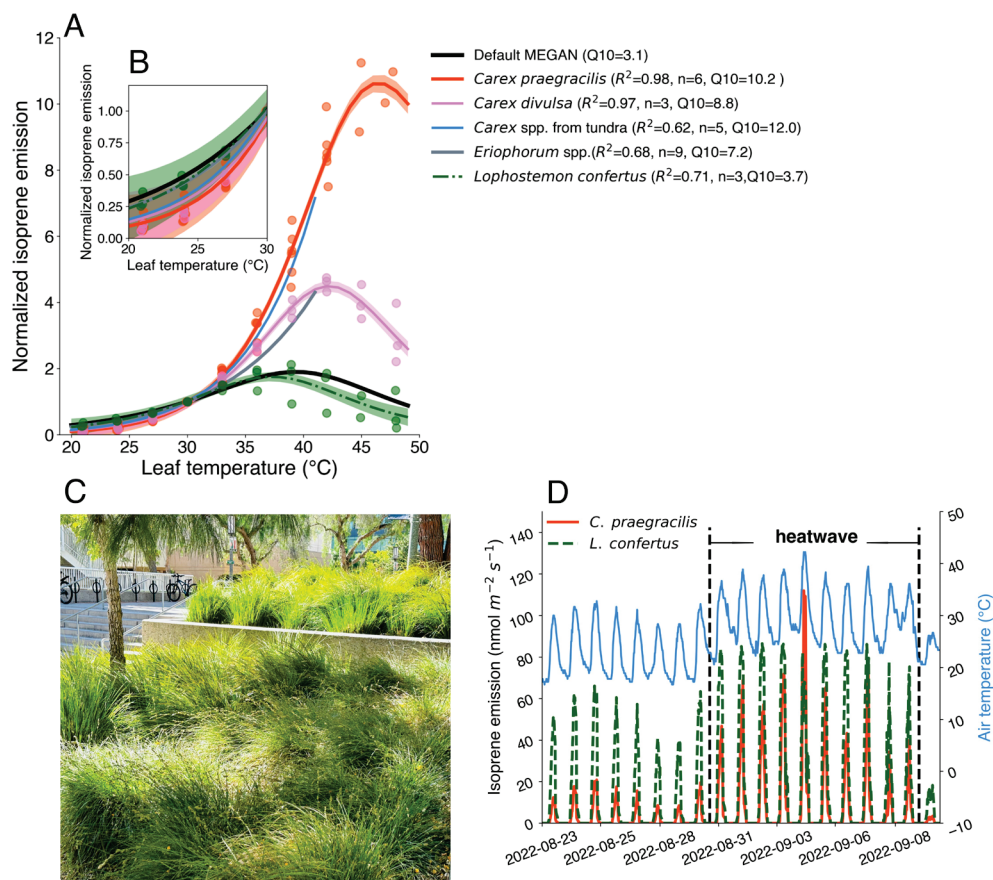 A
12
10
8
6
4
2
0
Normalized isoprene emission
20 25 30 35 40 45 50
Leaf temperature (°C)
B
1.00
0.75
0.50
0.25
0.00
Normalized isoprene emission
20 25 30
Leaf temperature (°C)
Default MEGAN (Q10=3.1)
Carex praegracilis (R²=0.98, n=6, Q10=10.2 )
Carex divulsa (R²=0.97, n=3, Q10=8.8)
Carex spp. from tundra (R²=0.62, n=5, Q10=12.0)
Eriophorum spp.(R²=0.68, n=9, Q10=7.2)
Lophostemon confertus (R²=0.71, n=3,Q10=3.7)
C
D
C. praegracilis
L. confertus
heatwave
140
120
100
80
60
40
20
0
Isoprene emission (nmol m⁻² s⁻¹)
50
40
30
20
10
0
−10
Air temperature (°C)
2022-08-23 2022-08-25 2022-08-28 2022-08-31 2022-09-03 2022-09-06 2022-09-08